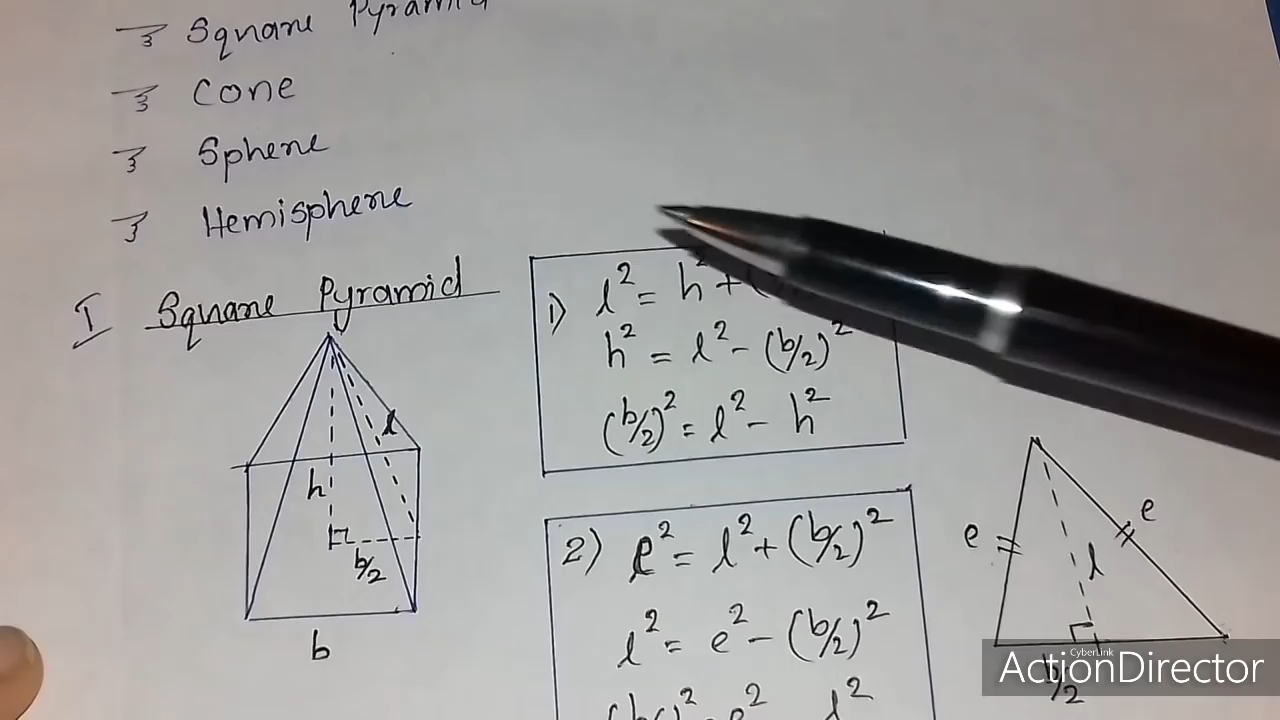 Square Pyramid
Cone
Sphere
Hemisphere
I Square Pyramid
l
h
b/2
b
1) l² = h² + (
h² = l² - (b/2)²
(b/2)² = l² - h²
2) e² = l² + (b/2)²
l² = e² - (b/2)²
e
e
l
b/2
CyberLink
ActionDirector